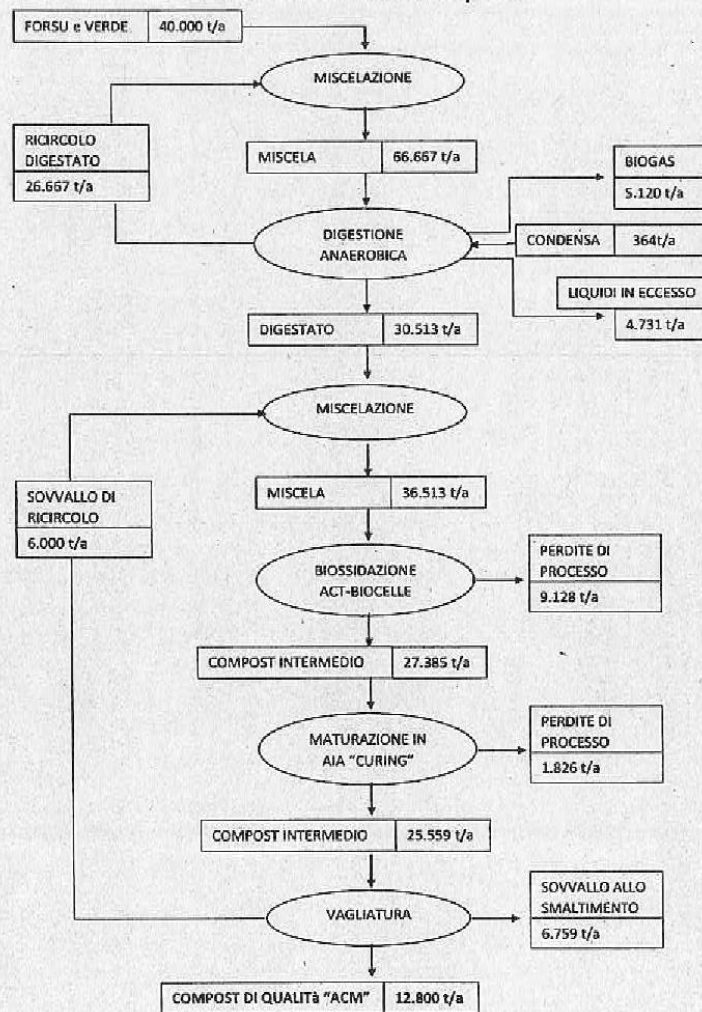 FORSU e VERDE 40.000 t/a
MISCELAZIONE
RICIRCOLO
DIGESTATO
26.667 t/a
MISCELA 66.667 t/a
BIOGAS
5.120 t/a
DIGESTIONE
ANAEROBICA
CONDENSA 364t/a
LIQUIDI IN ECCESSO
4.731 t/a
DIGESTATO 30.513 t/a
MISCELAZIONE
SOVVALLO DI
RICIRCOLO
6.000 t/a
MISCELA 36.513 t/a
BIOSSIDAZIONE
ACT-BIOCELLE
PERDITE DI
PROCESSO
9.128 t/a
COMPOST INTERMEDIO 27.385 t/a
MATURAZIONE IN
AIA "CURING"
PERDITE DI
PROCESSO
1.826 t/a
COMPOST INTERMEDIO 25.559 t/a
VAGLIATURA
SOVVALLO ALLO
SMALTIMENTO
6.759 t/a
COMPOST DI QUALITà "ACM" 12.800 t/a